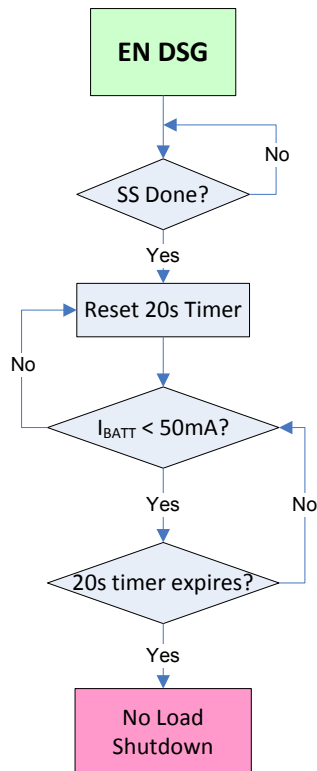 EN DSG
No
SS Done?
Yes
Reset 20s Timer
No
I_BATT < 50mA?
Yes
No
20s timer expires?
Yes
No Load
Shutdown